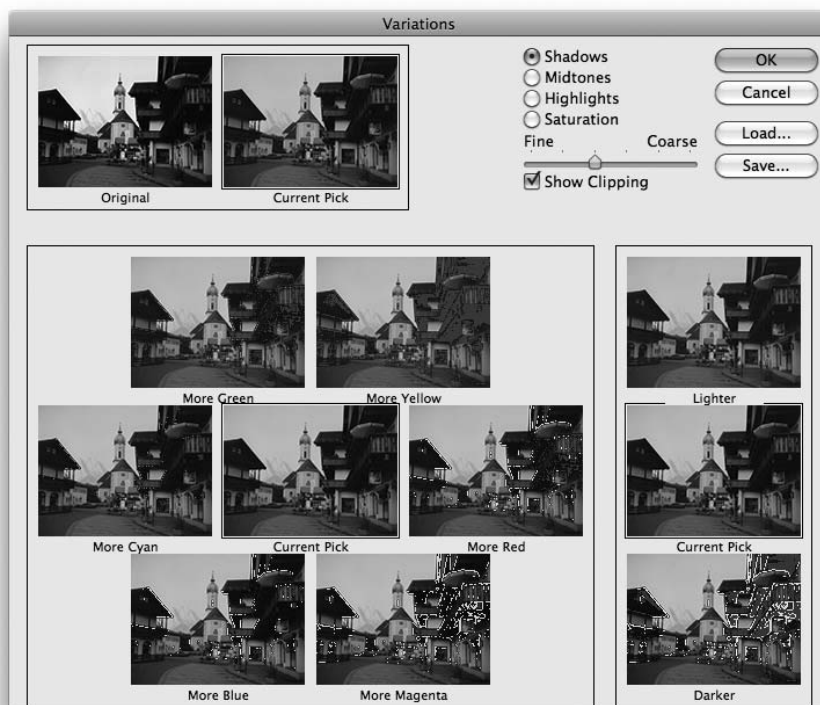 Variations
Original
Current Pick
Shadows
Midtones
Highlights
Saturation
Fine
Coarse
Show Clipping
OK
Cancel
Load...
Save...
More Green
More Yellow
More Cyan
Current Pick
More Red
More Blue
More Magenta
Lighter
Current Pick
Darker